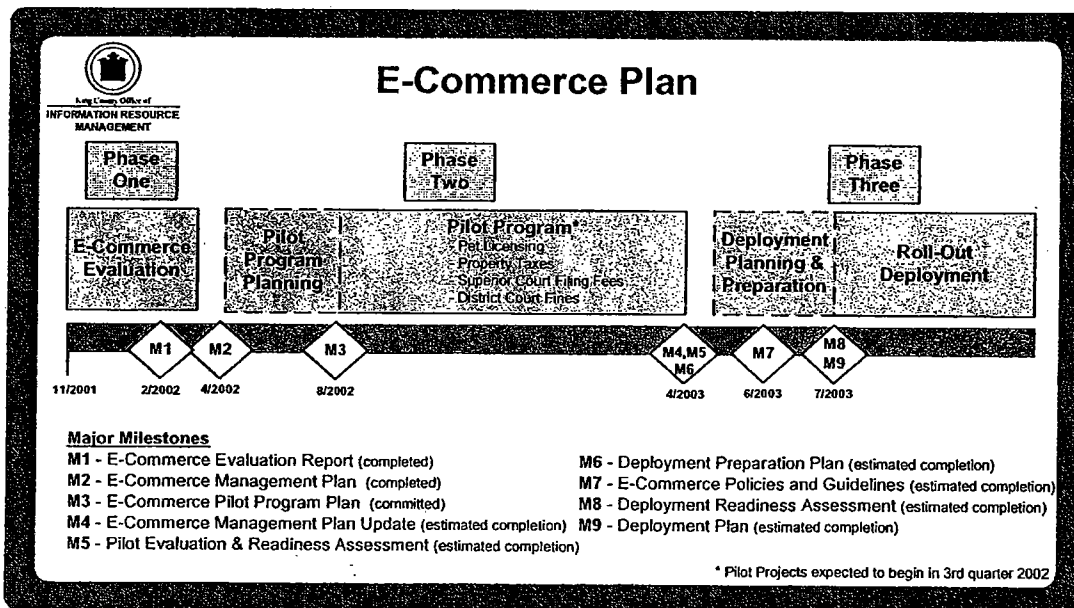 E-Commerce Plan
King County Office of
INFORMATION RESOURCE
MANAGEMENT
Phase
One
Phase
Two
Phase
Three
E-Commerce
Evaluation
Pilot
Program
Planning
Pilot Program*
- Pet Licensing
- Property Taxes
- Superior Court Filing Fees
- District Court Fines
Deployment
Planning &
Preparation
Roll-Out
Deployment
M1
M2
M3
M4,M5
M6
M7
M8
M9
11/2001
2/2002
4/2002
8/2002
4/2003
6/2003
7/2003
Major Milestones
M1 - E-Commerce Evaluation Report (completed)
M2 - E-Commerce Management Plan (completed)
M3 - E-Commerce Pilot Program Plan (committed)
M4 - E-Commerce Management Plan Update (estimated completion)
M5 - Pilot Evaluation & Readiness Assessment (estimated completion)
M6 - Deployment Preparation Plan (estimated completion)
M7 - E-Commerce Policies and Guidelines (estimated completion)
M8 - Deployment Readiness Assessment (estimated completion)
M9 - Deployment Plan (estimated completion)
* Pilot Projects expected to begin in 3rd quarter 2002